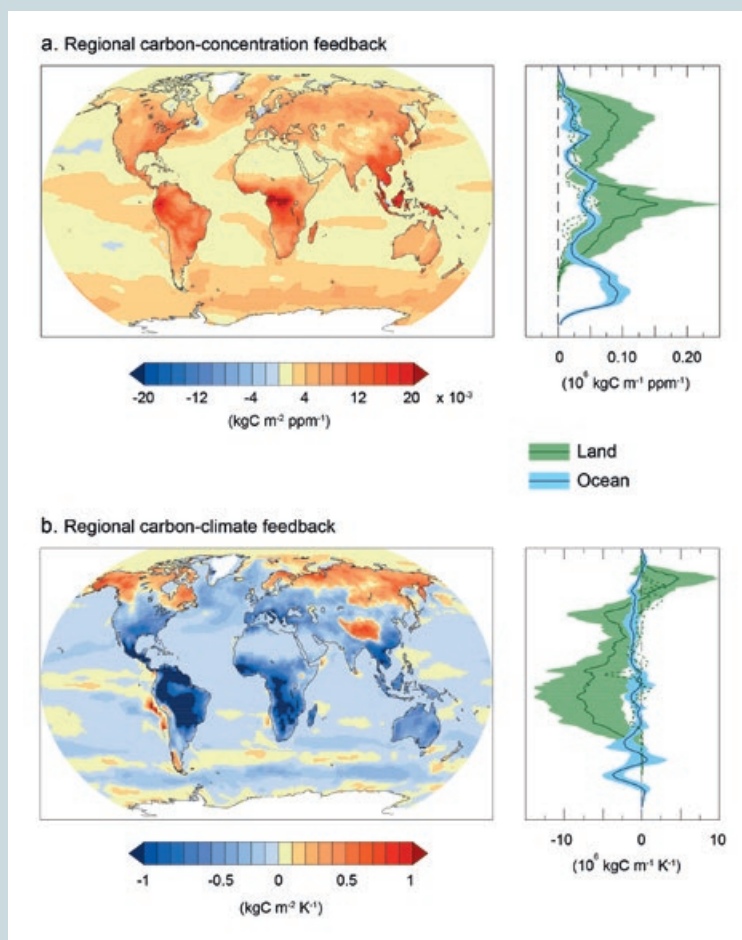 a. Regional carbon-concentration feedback
0 0.10 0.20
(10⁶ kgC m⁻¹ ppm⁻¹)
-20 -12 -4 4 12 20 x 10⁻³
(kgC m⁻² ppm⁻¹)
Land
Ocean
b. Regional carbon-climate feedback
-10 0 10
(10⁶ kgC m⁻¹ K⁻¹)
-1 -0.5 0 0.5 1
(kgC m⁻² K⁻¹)